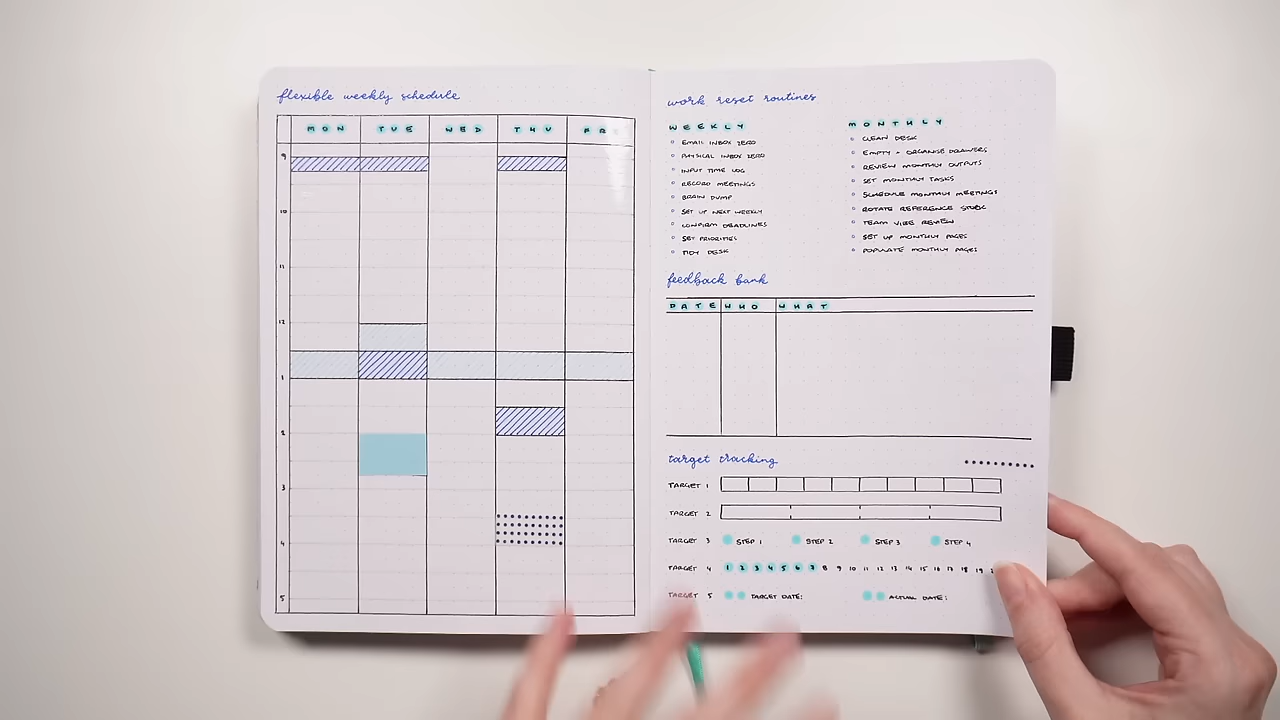 flexible weekly schedule
MON TUE WED THU FRI
9
10
11
12
1
2
3
4
5
work reset routines
WEEKLY
EMAIL INBOX ZERO
PHYSICAL INBOX ZERO
INPUT TIME LOG
RECORD MEETINGS
BRAIN DUMP
SET UP NEXT WEEKLY
CONFIRM DEADLINES
SET PRIORITIES
TIDY DESK
MONTHLY
CLEAN DESK
EMPTY + ORGANISE DRAWERS
REVIEW MONTHLY OUTPUTS
SET MONTHLY TASKS
SCHEDULE MONTHLY MEETINGS
ROTATE REFERENCE STOCK
TEAM VIBE REVIEW
SET UP MONTHLY PAGES
POPULATE MONTHLY PAGES
feedback bank
DATE WHO WHAT
target tracking
TARGET 1
TARGET 2
TARGET 3 STEP 1 STEP 2 STEP 3 STEP 4
TARGET 4 1 2 3 4 5 6 7 8 9 10 11 12 13 14 15 16 17 18 19
TARGET 5 TARGET DATE: ACTUAL DATE: